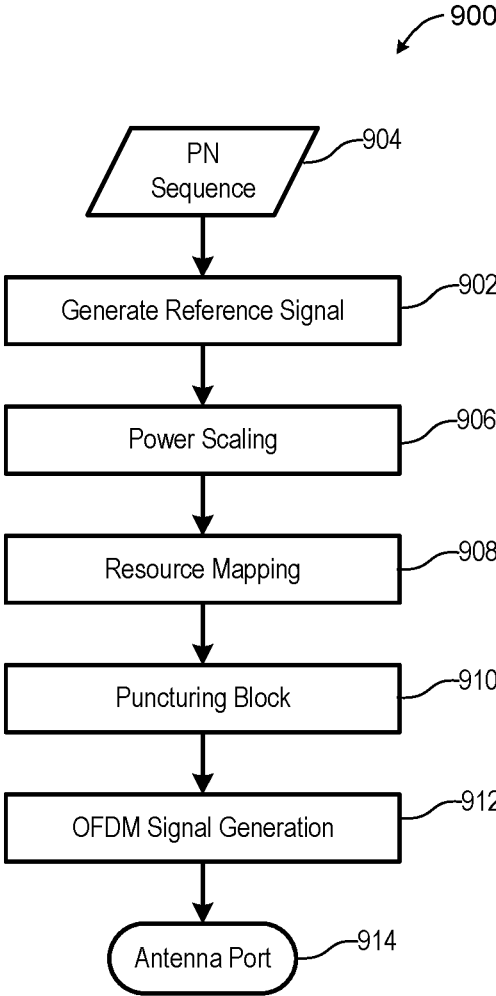 900
PN
Sequence
904
Generate Reference Signal
902
Power Scaling
906
Resource Mapping
908
Puncturing Block
910
OFDM Signal Generation
912
Antenna Port
914